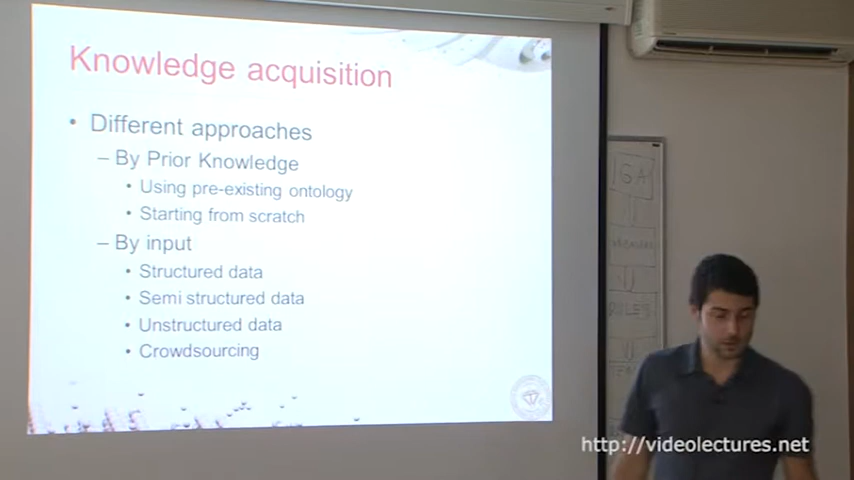 Knowledge acquisition
• Different approaches
– By Prior Knowledge
• Using pre-existing ontology
• Starting from scratch
– By input
• Structured data
• Semi structured data
• Unstructured data
• Crowdsourcing
http://videolectures.net